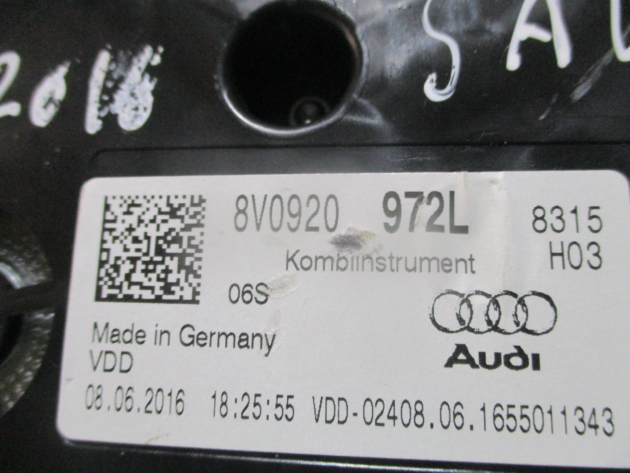 2016
8V0920 972L 8315
Kombiinstrument H03
06S
Audi
Made in Germany
VDD
08.06.2016 18:25:55 VDD-02408.06.1655011343